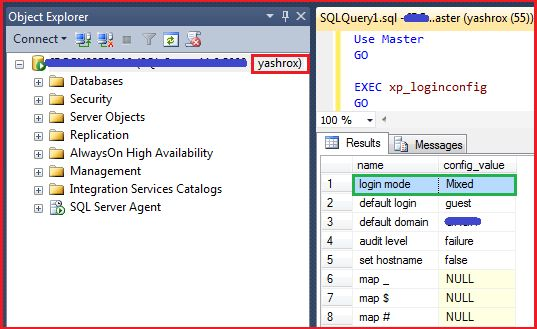 Object Explorer
Connect
yashrox)
Databases
Security
Server Objects
Replication
AlwaysOn High Availability
Management
Integration Services Catalogs
SQL Server Agent
SQLQuery1.sql - ..aster (yashrox (55))
Use Master
GO
EXEC xp_loginconfig
GO
100 %
Results Messages
name config_value
1 login mode Mixed
2 default login guest
3 default domain
4 audit level failure
5 set hostname false
6 map _ NULL
7 map $ NULL
8 map # NULL